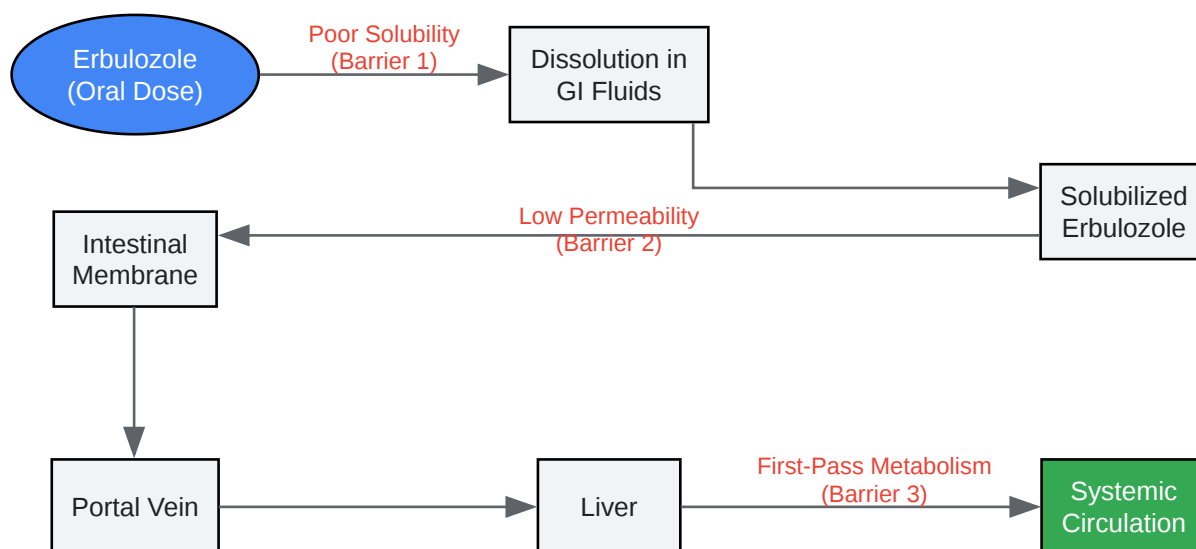 Erbulozole
(Oral Dose)
Poor Solubility
(Barrier 1)
Dissolution in
GI Fluids
Solubilized
Erbulozole
Low Permeability
(Barrier 2)
Intestinal
Membrane
Portal Vein
Liver
First-Pass Metabolism
(Barrier 3)
Systemic
Circulation